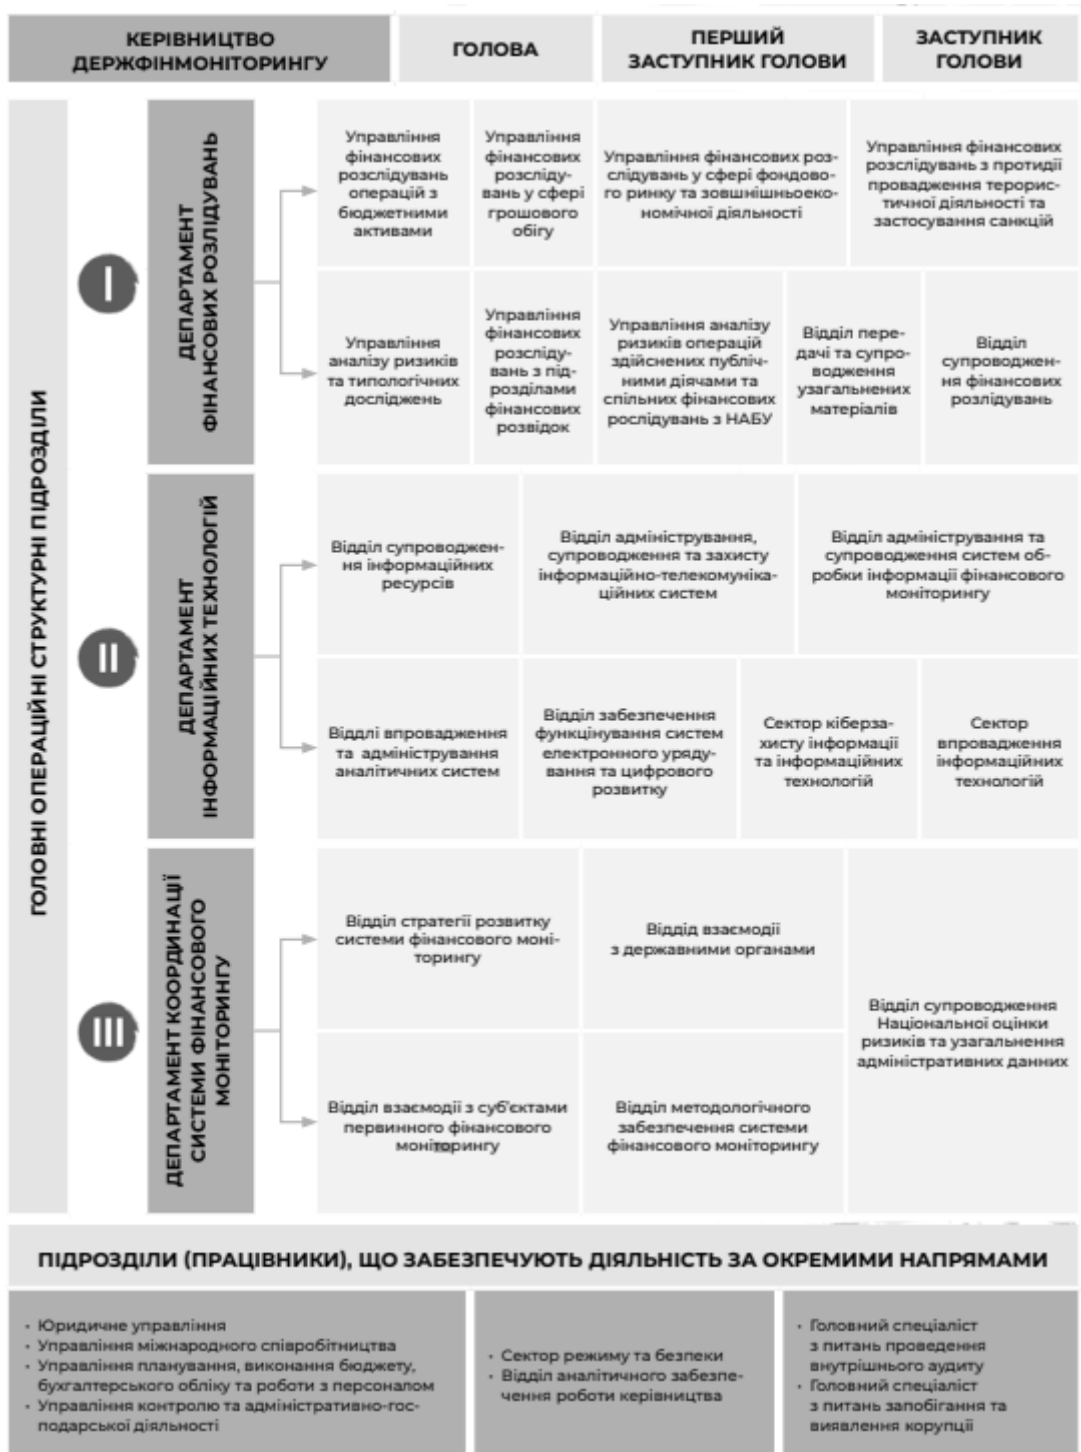 КЕРІВНИЦТВО
ДЕРЖФІНМОНІТОРИНГУ
ГОЛОВА
ПЕРШИЙ
ЗАСТУПНИК ГОЛОВИ
ЗАСТУПНИК
ГОЛОВИ
ГОЛОВНІ ОПЕРАЦІЙНІ СТРУКТУРНІ ПІДРОЗДІЛИ
I
ДЕПАРТАМЕНТ
ФІНАНСОВИХ РОЗЛІДУВАНЬ
Управління
фінансових
розслідувань
операцій з
бюджетними
активами
Управління
фінансових
розсліду-
вань у сфері
грошового
обігу
Управління фінансових роз-
слідувань у сфері фондово-
го ринку та зовнішньоеко-
номічної діяльності
Управління фінансових
розслідувань з протидії
провадження терорис-
тичної діяльності та
застосування санкцій
Управління
аналізу ризиків
та типологічних
досліджень
Управління
фінансових
розсліду-
вань з під-
розділами
фінансових
розвідок
Управління аналізу
ризиків операцій
здійснених публіч-
ними діячами та
спільних фінансових
рослідувань з НАБУ
Відділ пере-
дачі та супро-
водження
узагальнених
матеріалів
Відділ
супроводжен-
ня фінансових
розлідувань
II
ДЕПАРТАМЕНТ
ІНФОРМАЦІЙНИХ ТЕХНОЛОГІЙ
Відділ супроводжен-
ня інформаційних
ресурсів
Відділ адміністрування,
супроводження та захисту
інформаційно-телекомуніка-
ційних систем
Відділ адміністрування та
супроводження систем об-
робки інформації фінансового
моніторингу
Віддлі впровадження
та адміністрування
аналітичних систем
Відділ забезпечення
функцінування систем
електронного уряду-
вання та цифрового
розвитку
Сектор кіберза-
хисту інформації
та інформаційних
технологій
Сектор
впровадження
інформаційних
технологій
III
ДЕПАРТАМЕНТ КООРДИНАЦІЇ
СИСТЕМИ ФІНАНСОВОГО
МОНІТОРИНГУ
Відділ стратегії розвитку
системи фінансового моні-
торингу
Віддід взаємодії
з державними органами
Відділ супроводження
Національної оцінки
ризиків та узагальнення
адміністративних данних
Відділ взаємодії з суб'єктами
первинного фінансового
моніторингу
Відділ методологічного
забезпечення системи
фінансового моніторингу
ПІДРОЗДІЛИ (ПРАЦІВНИКИ), ЩО ЗАБЕЗПЕЧУЮТЬ ДІЯЛЬНІСТЬ ЗА ОКРЕМИМИ НАПРЯМАМИ
• Юридичне управління
• Управління міжнародного співробітництва
• Управління планування, виконання бюджету,
бухгалтерського обліку та роботи з персоналом
• Управління контролю та адміністративно-гос-
подарської діяльності
• Сектор режиму та безпеки
• Відділ аналітичного забезпе-
чення роботи керівництва
• Головний спеціаліст
з питань проведення
внутрішнього аудиту
• Головний спеціаліст
з питань запобігання та
виявлення корупції